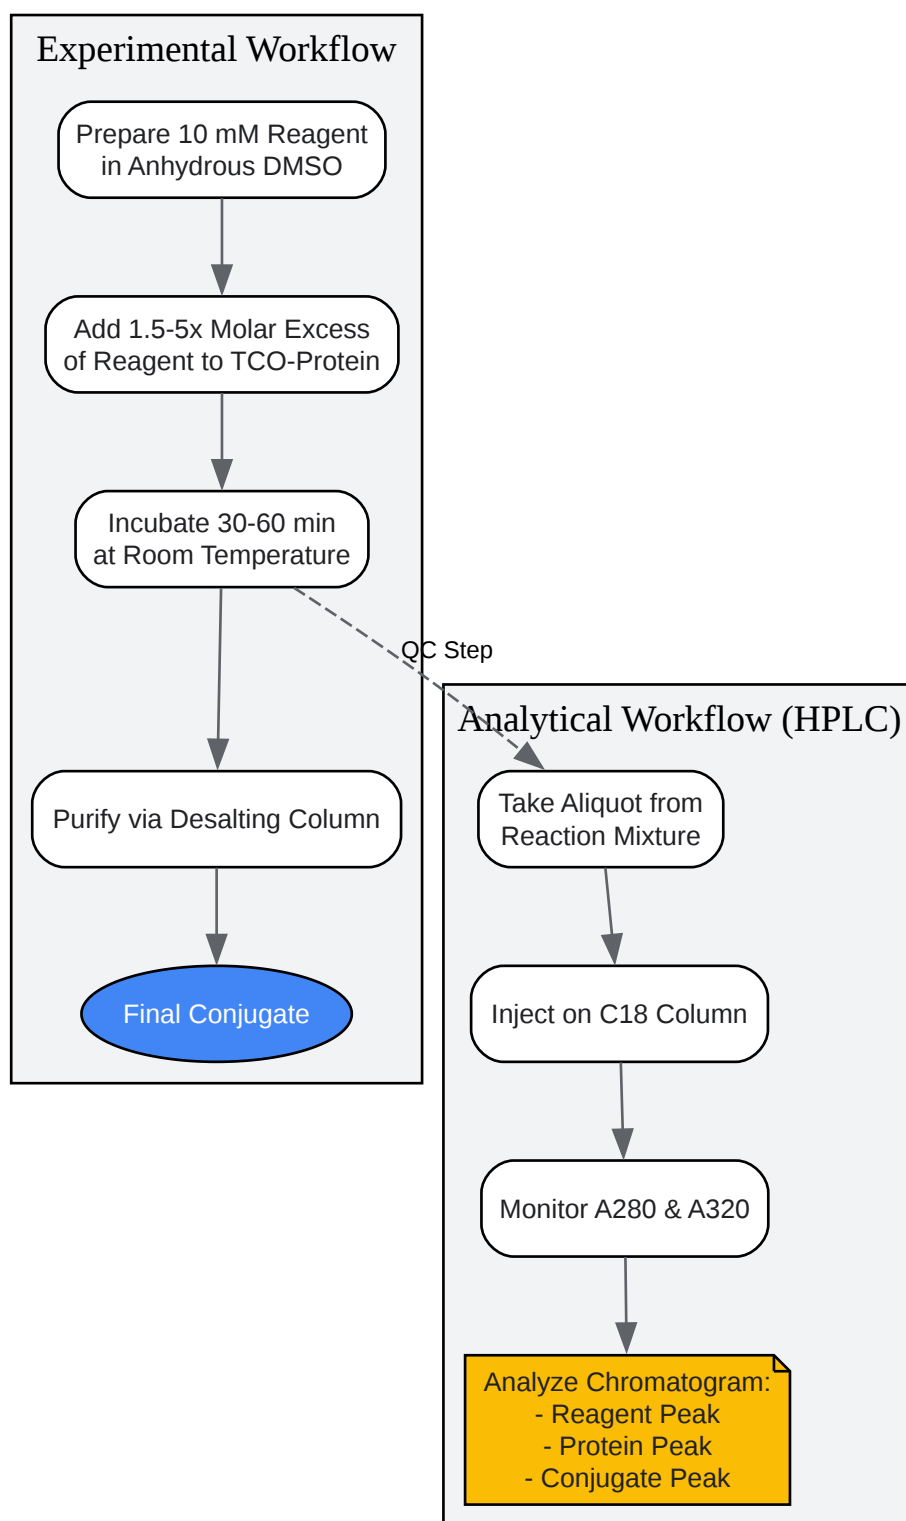 Experimental Workflow
Prepare 10 mM Reagent
in Anhydrous DMSO
Add 1.5-5x Molar Excess
of Reagent to TCO-Protein
Incubate 30-60 min
at Room Temperature
QC Step
Purify via Desalting Column
Final Conjugate
Analytical Workflow (HPLC)
Take Aliquot from
Reaction Mixture
Inject on C18 Column
Monitor A280 & A320
Analyze Chromatogram:
- Reagent Peak
- Protein Peak
- Conjugate Peak